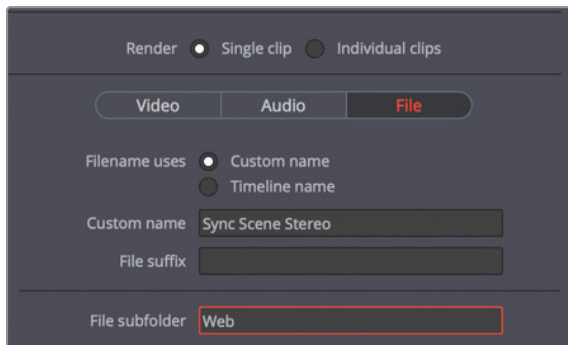 Render Single clip Individual clips
Video Audio File
Filename uses Custom name
Timeline name
Custom name Sync Scene Stereo
File suffix
File subfolder Web